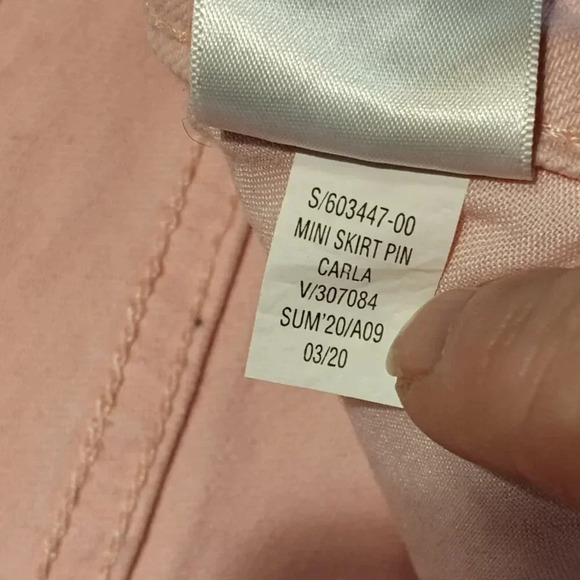 S/603447-00
MINI SKIRT PIN
CARLA
V/307084
SUM'20/A09
03/20